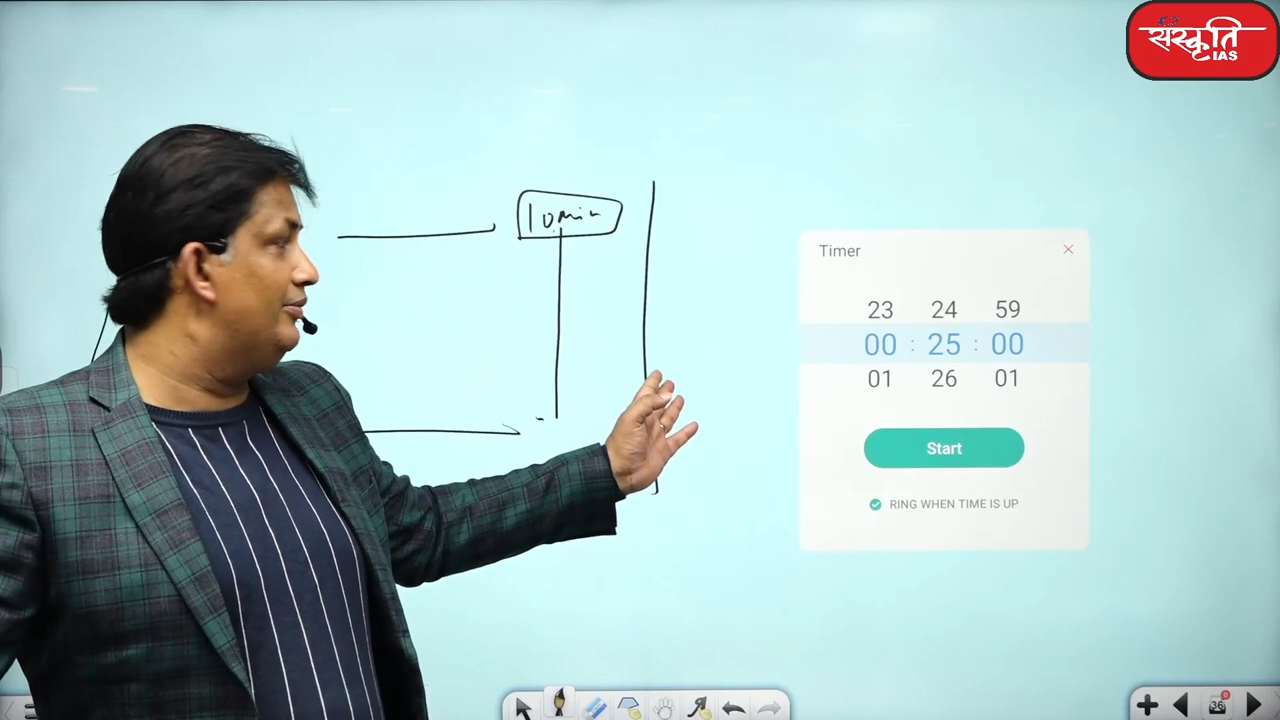 संस्कृति
IAS
10 min
Timer
23 24 59
00 : 25 : 00
01 26 01
Start
RING WHEN TIME IS UP
36